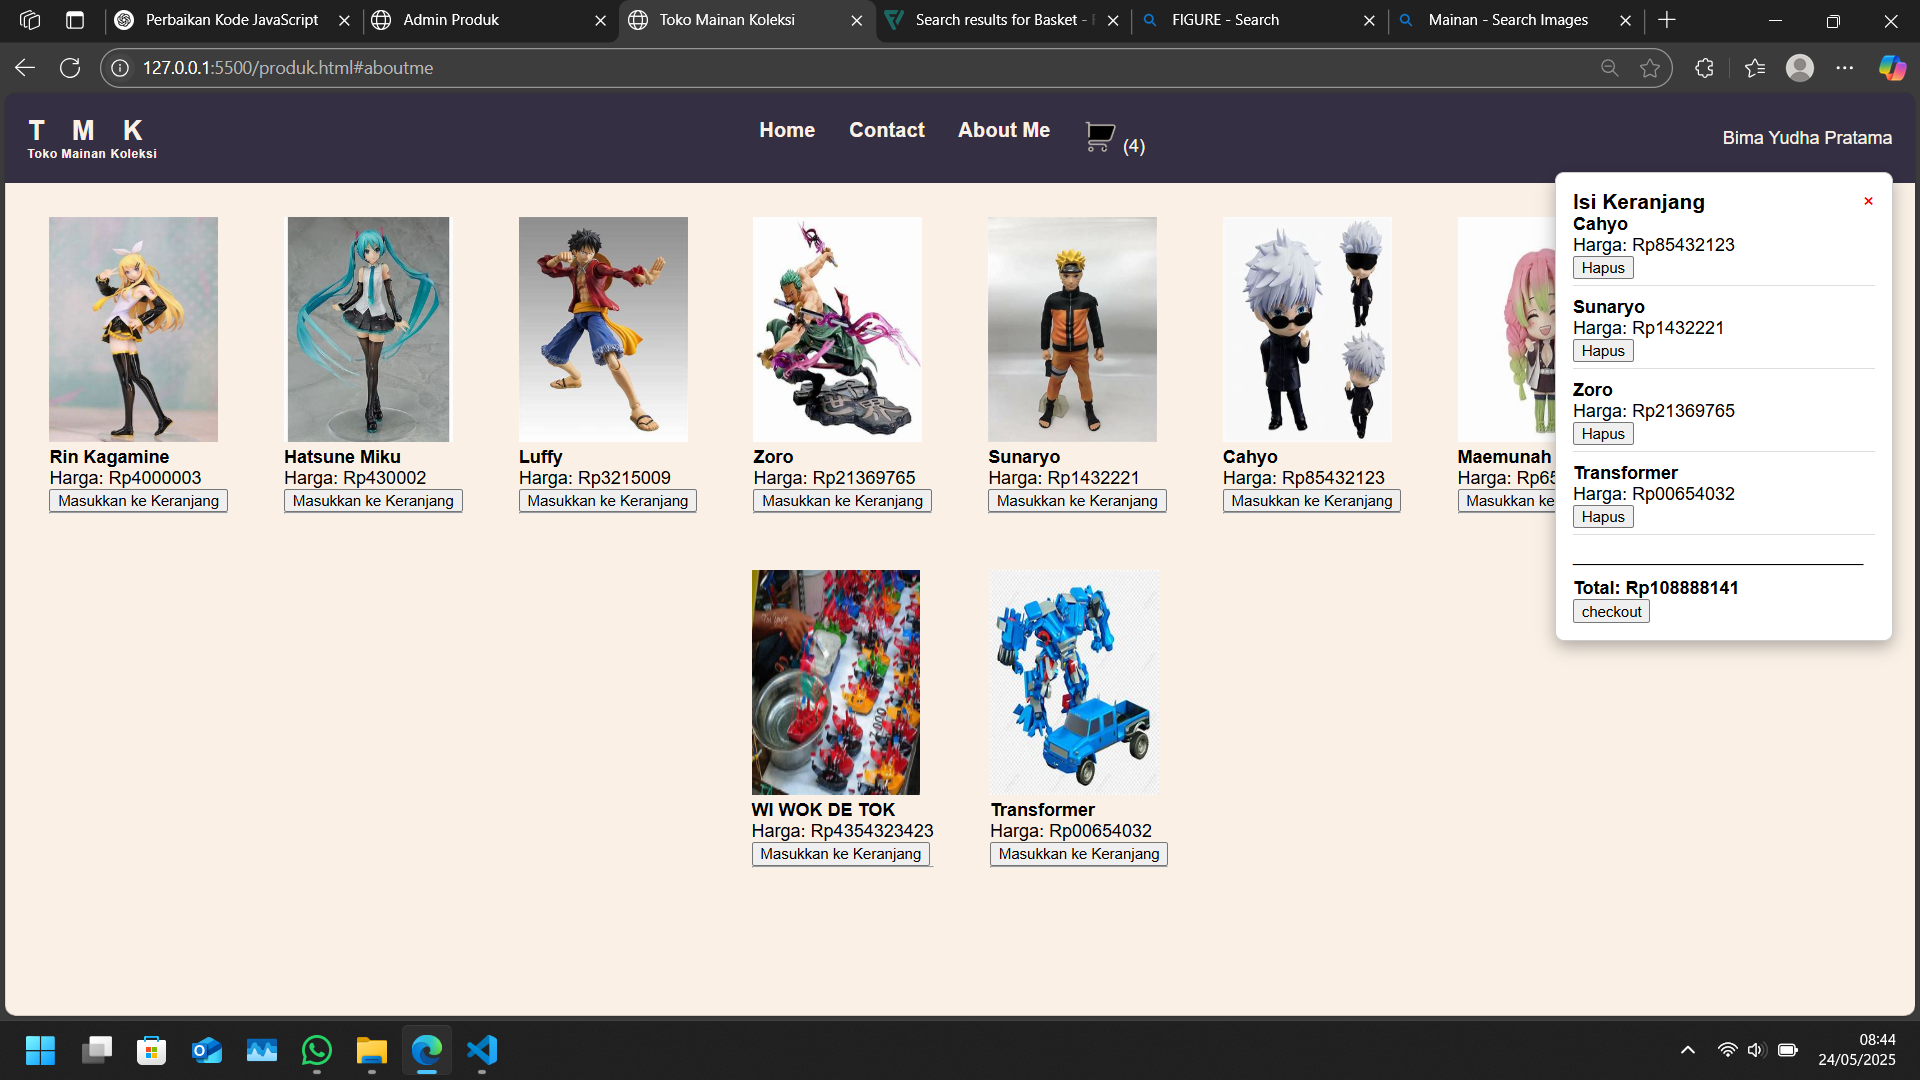 Perbaikan Kode JavaScript
Admin Produk
Toko Mainan Koleksi
Search results for Basket -
FIGURE - Search
Mainan - Search Images
127.0.0.1:5500/produk.html#aboutme
T M K
Toko Mainan Koleksi
Home
Contact
About Me
(4)
Bima Yudha Pratama
Rin Kagamine
Harga: Rp4000003
Masukkan ke Keranjang
Hatsune Miku
Harga: Rp430002
Masukkan ke Keranjang
Luffy
Harga: Rp3215009
Masukkan ke Keranjang
Zoro
Harga: Rp21369765
Masukkan ke Keranjang
Sunaryo
Harga: Rp1432221
Masukkan ke Keranjang
Cahyo
Harga: Rp85432123
Masukkan ke Keranjang
Maemunah
Harga: Rp65
Masukkan ke
WI WOK DE TOK
Harga: Rp4354323423
Masukkan ke Keranjang
Transformer
Harga: Rp00654032
Masukkan ke Keranjang
Isi Keranjang
×
Cahyo
Harga: Rp85432123
Hapus
Sunaryo
Harga: Rp1432221
Hapus
Zoro
Harga: Rp21369765
Hapus
Transformer
Harga: Rp00654032
Hapus
Total: Rp108888141
checkout
08:44
24/05/2025